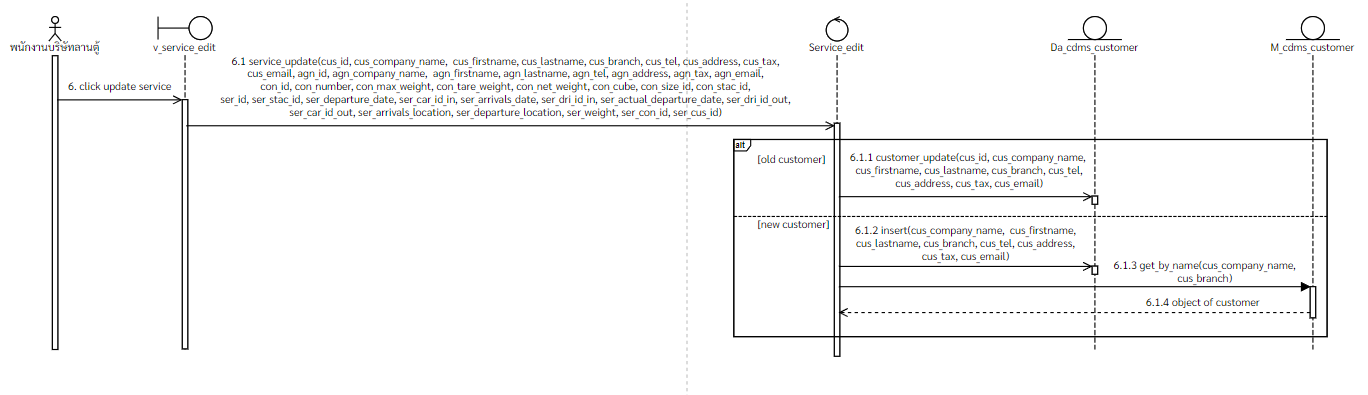 พนักงานบริษัทลานตู้
v_service_edit
Service_edit
Da_cdms_customer
M_cdms_customer
6. click update service
6.1 service_update(cus_id, cus_company_name, cus_firstname, cus_lastname, cus_branch, cus_tel, cus_address, cus_tax,
cus_email, agn_id, agn_company_name, agn_firstname, agn_lastname, agn_tel, agn_address, agn_tax, agn_email,
con_id, con_number, con_max_weight, con_tare_weight, con_net_weight, con_cube, con_size_id, con_stac_id,
ser_id, ser_stac_id, ser_departure_date, ser_car_id_in, ser_arrivals_date, ser_dri_id_in, ser_actual_departure_date, ser_dri_id_out,
ser_car_id_out, ser_arrivals_location, ser_departure_location, ser_weight, ser_con_id, ser_cus_id)
alt
[old customer]
6.1.1 customer_update(cus_id, cus_company_name,
cus_firstname, cus_lastname, cus_branch, cus_tel,
cus_address, cus_tax, cus_email)
[new customer]
6.1.2 insert(cus_company_name, cus_firstname,
cus_lastname, cus_branch, cus_tel, cus_address,
cus_tax, cus_email)
6.1.3 get_by_name(cus_company_name,
cus_branch)
6.1.4 object of customer